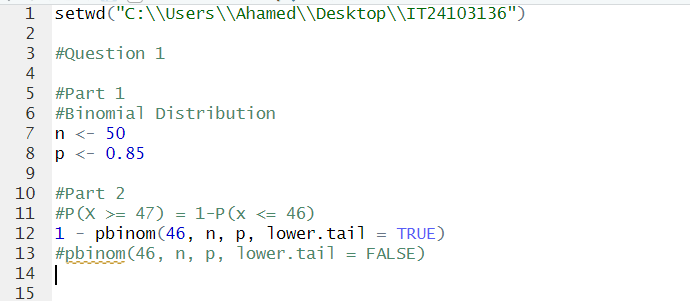 1 setwd("C:\\Users\\Ahamed\\Desktop\\IT24103136")
2
3 #Question 1
4
5 #Part 1
6 #Binomial Distribution
7 n <- 50
8 p <- 0.85
9
10 #Part 2
11 #P(X >= 47) = 1-P(x <= 46)
12 1 - pbinom(46, n, p, lower.tail = TRUE)
13 #pbinom(46, n, p, lower.tail = FALSE)
14
15